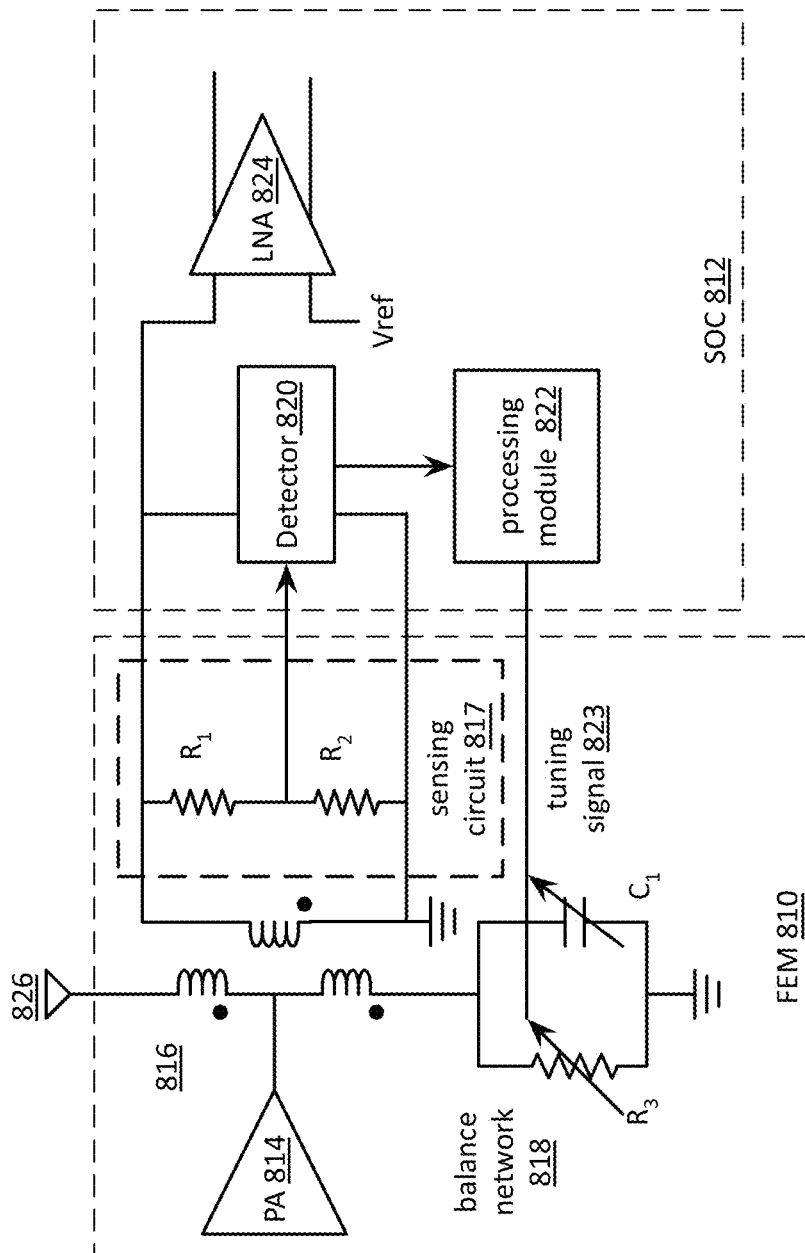 826
816
PA 814
balance
network
818
R3
C1
FEM 810
R1
R2
sensing
circuit 817
tuning
signal 823
Detector 820
processing
module 822
LNA 824
Vref
SOC 812